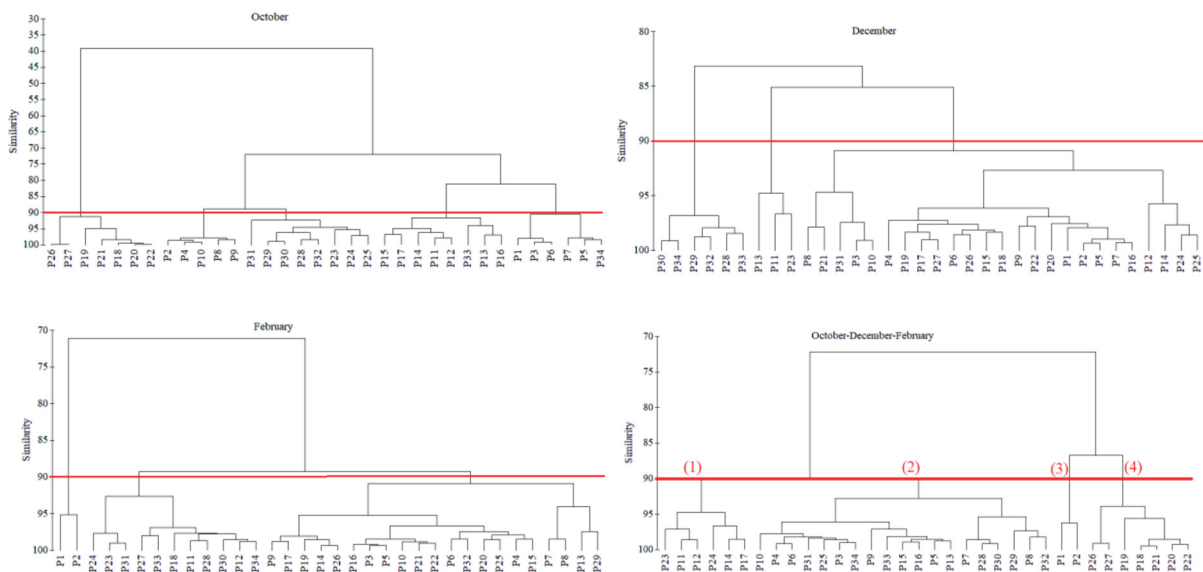 October
30
35
40
45
50
55
60
65
70
75
80
85
90
95
100
Similarity
P26 P27 P19 P21 P18 P20 P22 P2 P4 P10 P8 P9 P31 P29 P30 P28 P32 P23 P24 P25 P15 P17 P14 P11 P12 P33 P13 P16 P1 P3 P6 P7 P5 P34
December
80
85
90
95
100
Similarity
P30 P34 P29 P32 P28 P33 P13 P11 P23 P8 P21 P31 P3 P10 P4 P19 P17 P27 P6 P26 P15 P18 P9 P22 P20 P1 P2 P5 P7 P16 P12 P14 P24 P25
February
70
75
80
85
90
95
100
Similarity
P1 P2 P24 P23 P31 P27 P33 P18 P11 P28 P30 P12 P34 P9 P17 P19 P14 P26 P16 P3 P5 P10 P21 P22 P6 P32 P20 P25 P4 P15 P7 P8 P13 P29
October-December-February
70
75
80
85
90
95
100
Similarity
(1) (2) (3) (4)
P23 P11 P12 P24 P14 P17 P10 P4 P6 P31 P25 P3 P34 P9 P33 P15 P16 P5 P13 P7 P28 P30 P29 P8 P32 P1 P2 P26 P27 P19 P18 P21 P20 P22